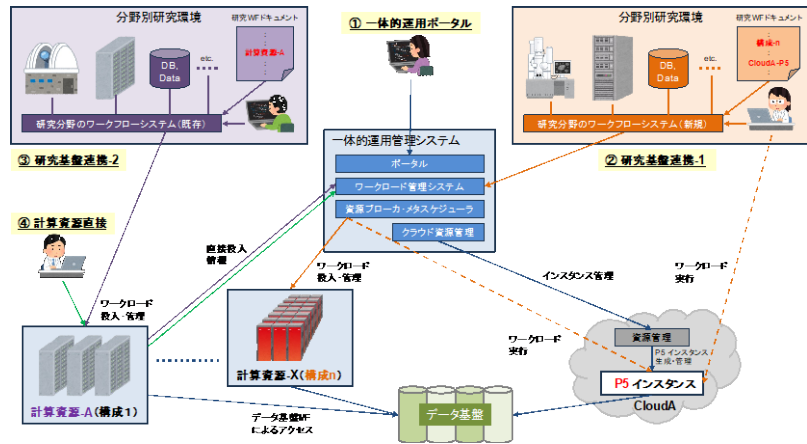 分野別研究環境
研究WFドキュメント
計算資源-A
DB,
Data
etc.
研究分野のワークフローシステム(既存)
③ 研究基盤連携-2
① 一体的運用ポータル
分野別研究環境
研究WFドキュメント
構成-n
CloudA-P5
DB,
Data
etc.
研究分野のワークフローシステム(新規)
② 研究基盤連携-1
一体的運用管理システム
ポータル
ワークロード管理システム
資源ブローカ・メタスケジューラ
クラウド資源管理
④ 計算資源直接
直接投入
情報
ワークロード
投入・管理
ワークロード
投入・管理
インスタンス管理
ワークロード
実行
ワークロード
実行
資源管理
P5 インスタンス
生成・管理
P5 インスタンス
CloudA
計算資源-A(構成1)
計算資源-X(構成n)
データ基盤I/F
によるアクセス
データ基盤